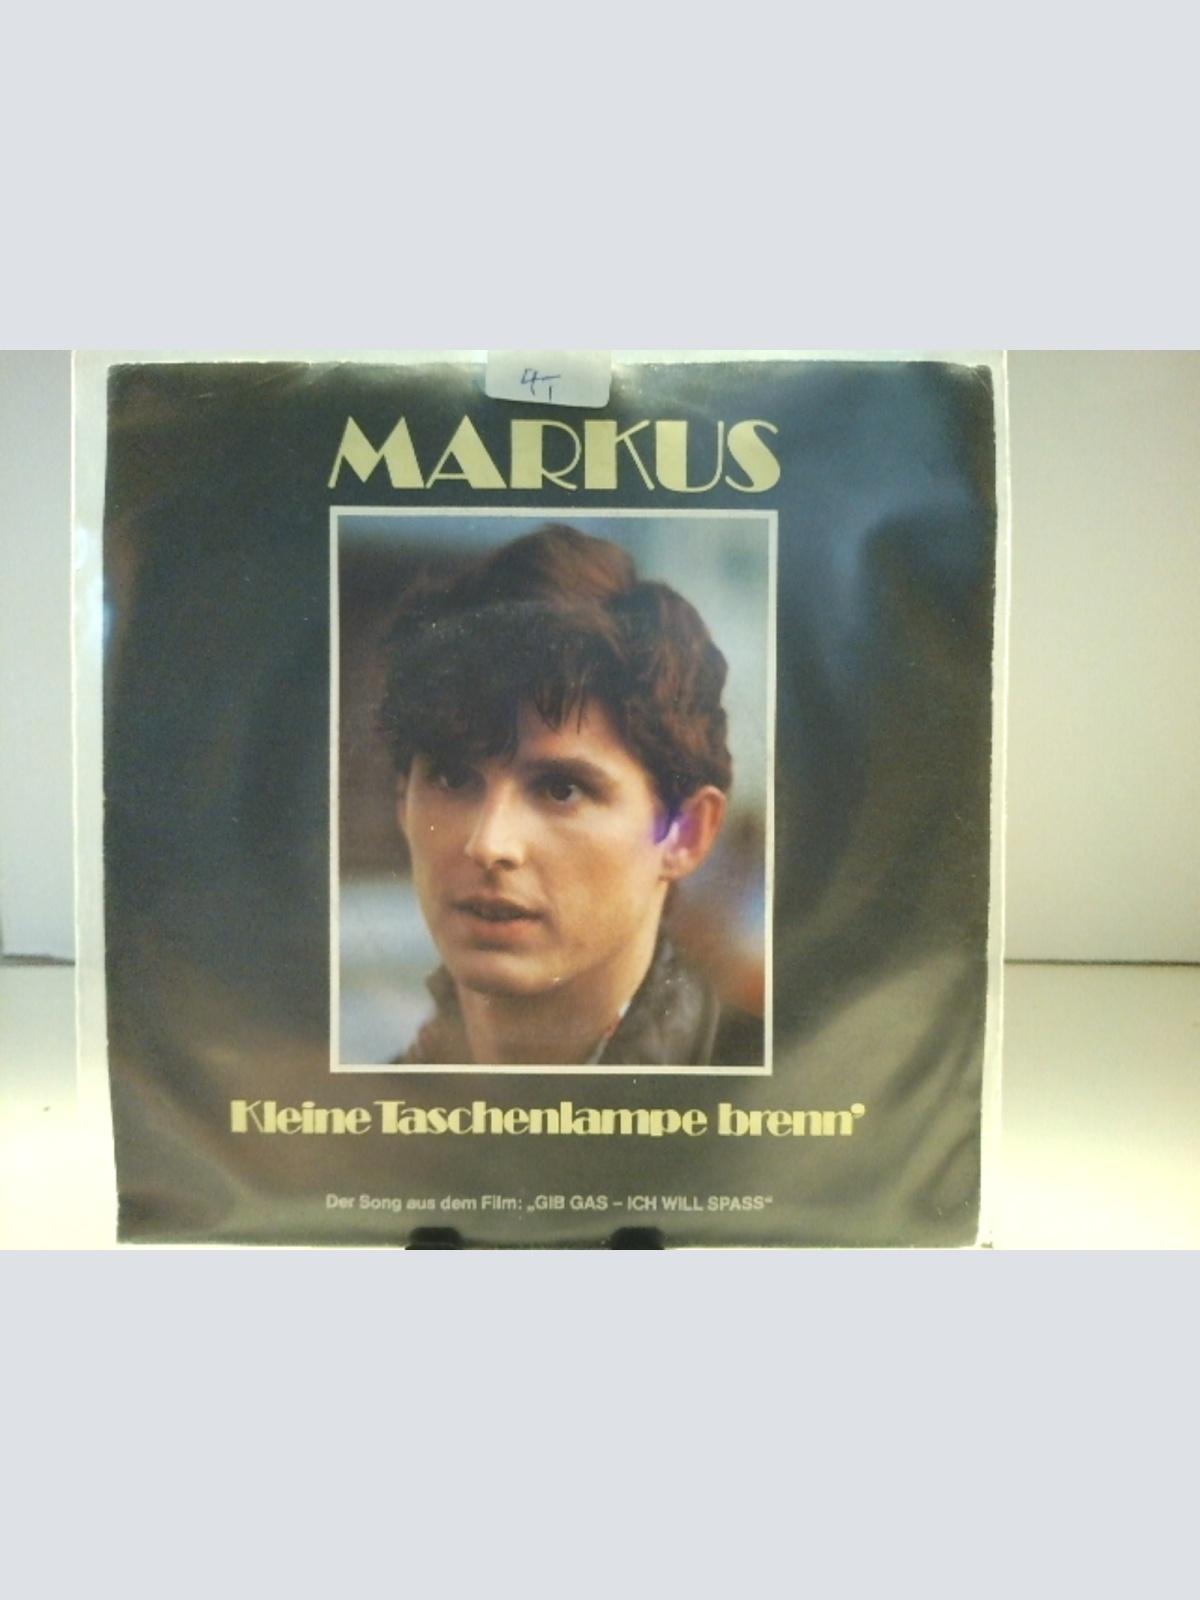 MARKUS
Kleine Taschenlampe brenn'
Der Song aus dem Film: „GIB GAS – ICH WILL SPASS“